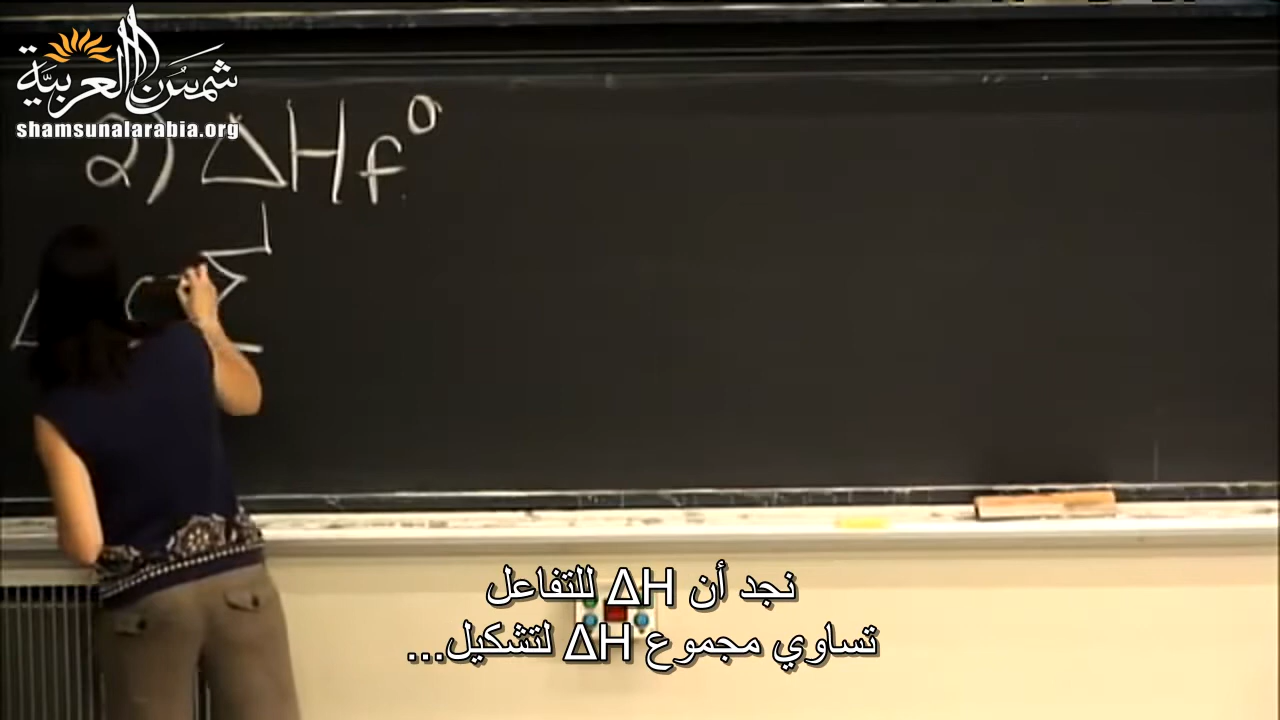 شمس العربية
shamsunalarabia.org
2) ΔHf°
Σ
نجد أن ΔH للتفاعل
تساوي مجموع ΔH لتشكيل...